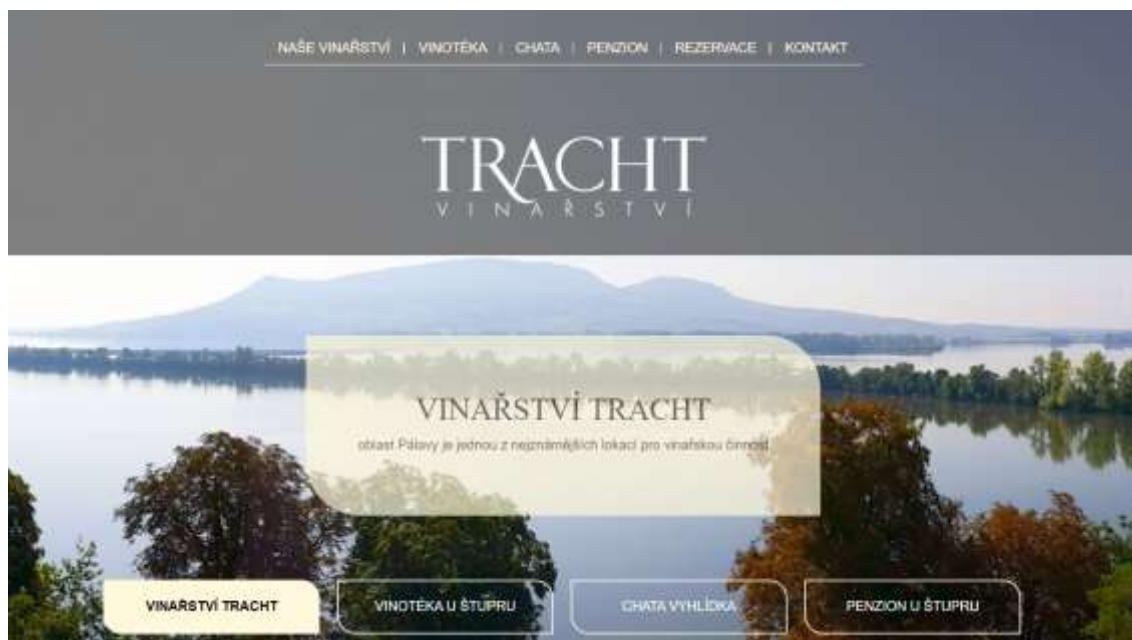 NAŠE VINAŘSTVÍ | VINOTÉKA | CHATA | PENZION | REZERVACE | KONTAKT
TRACHT
VINAŘSTVÍ
VINAŘSTVÍ TRACHT
oblast Pálavy je jednou z nejznámějších lokací pro vinařskou činnost
VINAŘSTVÍ TRACHT
VINOTÉKA U ŠTUPRU
CHATA VYHLÍDKA
PENZION U ŠTUPRU